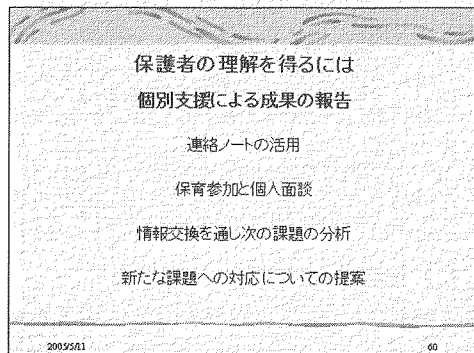 保護者の理解を得るには
個別支援による成果の報告
連絡ノートの活用
保育参加と個人面談
情報交換を通し次の課題の分析
新たな課題への対応についての提案
2005/5/11
60